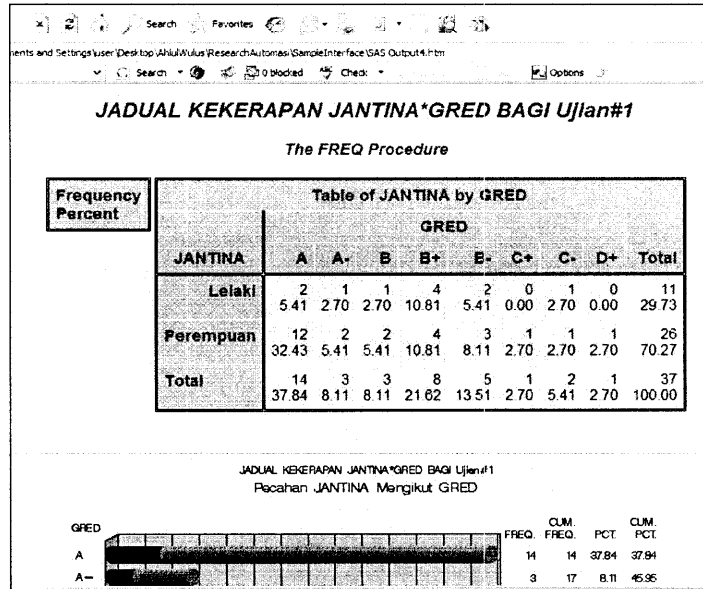 Search Favorites
ments and Settings\user\Desktop\AhlulWulus\ResearchAutomasi\SampleInterface\SAS Output4.htm
Search 0 blocked Check Options
JADUAL KEKERAPAN JANTINA*GRED BAGI Ujian#1
The FREQ Procedure
Frequency
Percent
Table of JANTINA by GRED
GRED
JANTINA A A- B B+ B- C+ C- D+ Total
Lelaki 2 1 1 4 2 0 1 0 11
5.41 2.70 2.70 10.81 5.41 0.00 2.70 0.00 29.73
Perempuan 12 2 2 4 3 1 1 1 26
32.43 5.41 5.41 10.81 8.11 2.70 2.70 2.70 70.27
Total 14 3 3 8 5 1 2 1 37
37.84 8.11 8.11 21.62 13.51 2.70 5.41 2.70 100.00
JADUAL KEKERAPAN JANTINA*GRED BAGI Ujian#1
Pecahan JANTINA Mengikut GRED
GRED FREQ. CUM. FREQ. PCT. CUM. PCT.
A 14 14 37.84 37.84
A- 3 17 8.11 45.95